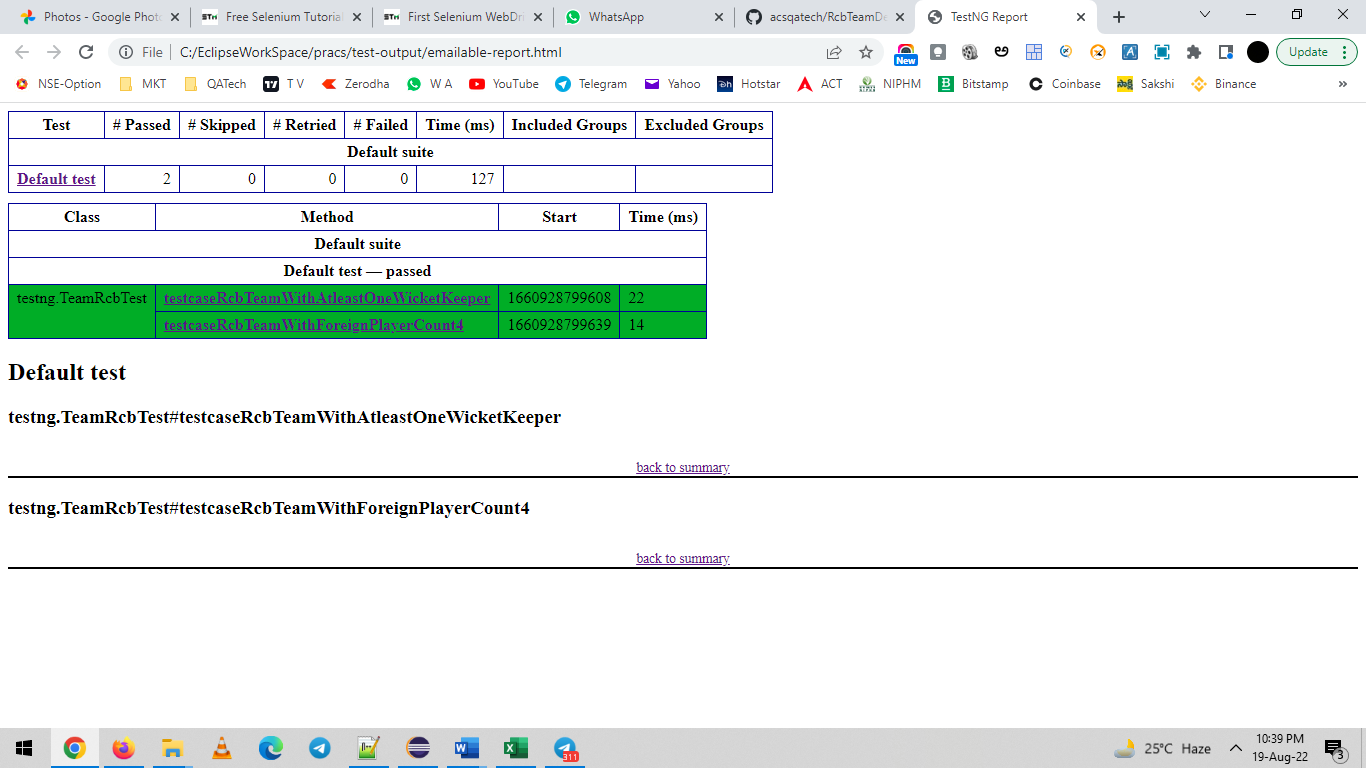 Photos - Google Phot
Free Selenium Tutorial
First Selenium WebDri
WhatsApp
acsqatech/RcbTeamDe
TestNG Report
File | C:/EclipseWorkSpace/pracs/test-output/emailable-report.html
New
Update
NSE-Option
MKT
QATech
T V
Zerodha
W A
YouTube
Telegram
Yahoo
Hotstar
ACT
NIPHM
Bitstamp
Coinbase
Sakshi
Binance
»
Test # Passed # Skipped # Retried # Failed Time (ms) Included Groups Excluded Groups
Default suite
Default test 2 0 0 0 127
Class Method Start Time (ms)
Default suite
Default test — passed
testng.TeamRcbTest testcaseRcbTeamWithAtleastOneWicketKeeper 1660928799608 22
testcaseRcbTeamWithForeignPlayerCount4 1660928799639 14
Default test
testng.TeamRcbTest#testcaseRcbTeamWithAtleastOneWicketKeeper
back to summary
testng.TeamRcbTest#testcaseRcbTeamWithForeignPlayerCount4
back to summary
311
25°C Haze
10:39 PM
19-Aug-22
3